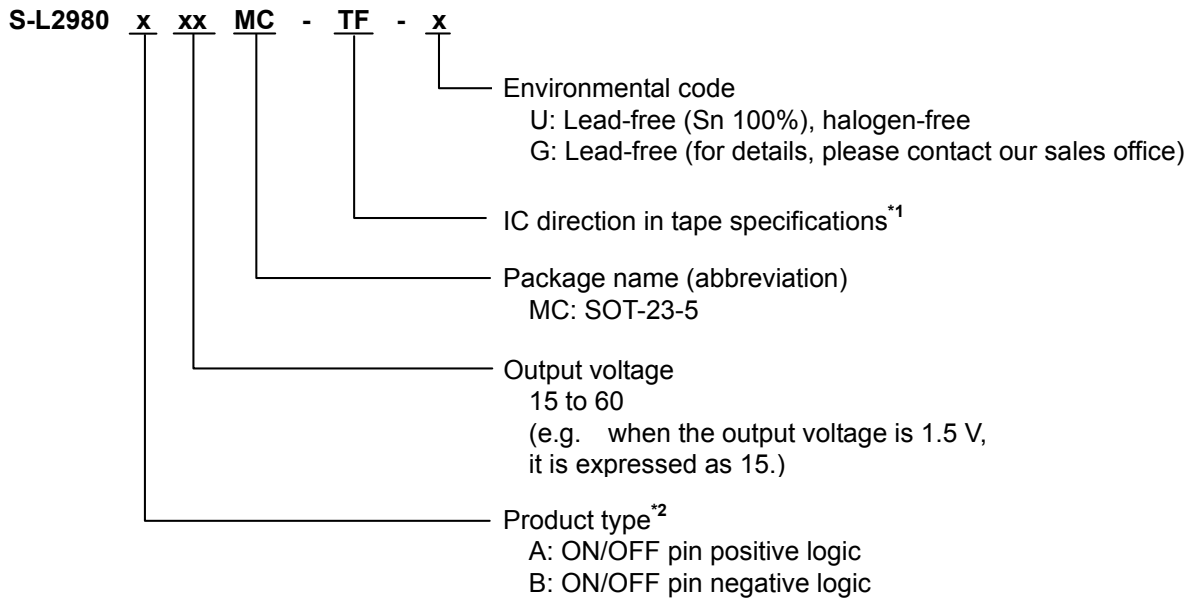 S-L2980 x xx MC - TF - x
Environmental code
U: Lead-free (Sn 100%), halogen-free
G: Lead-free (for details, please contact our sales office)
IC direction in tape specifications*1
Package name (abbreviation)
MC: SOT-23-5
Output voltage
15 to 60
(e.g. when the output voltage is 1.5 V,
it is expressed as 15.)
Product type*2
A: ON/OFF pin positive logic
B: ON/OFF pin negative logic